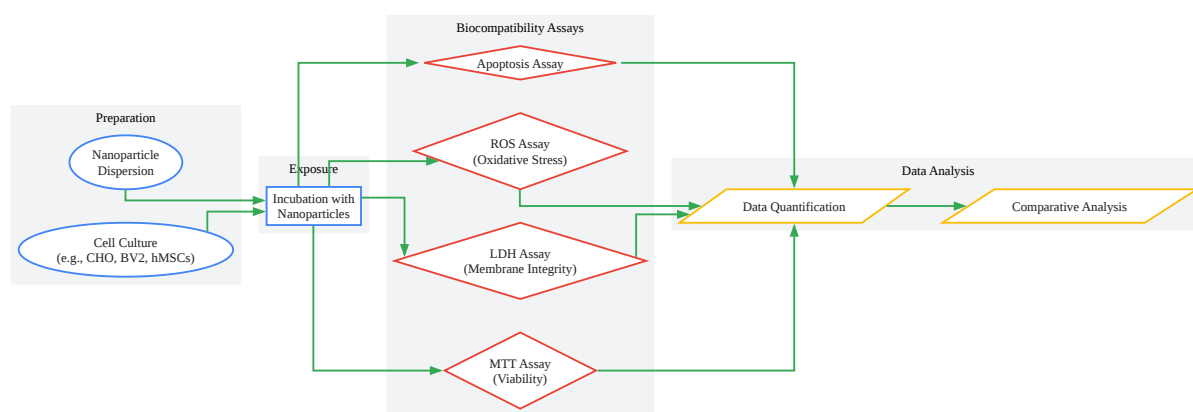 Preparation
Nanoparticle
Dispersion
Cell Culture
(e.g., CHO, BV2, hMSCs)
Exposure
Incubation with
Nanoparticles
Biocompatibility Assays
Apoptosis Assay
ROS Assay
(Oxidative Stress)
LDH Assay
(Membrane Integrity)
MTT Assay
(Viability)
Data Analysis
Data Quantification
Comparative Analysis